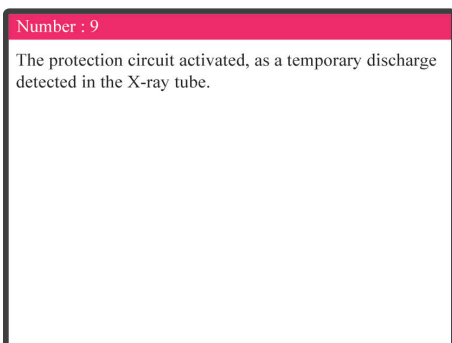 Number : 9
The protection circuit activated, as a temporary discharge
detected in the X-ray tube.